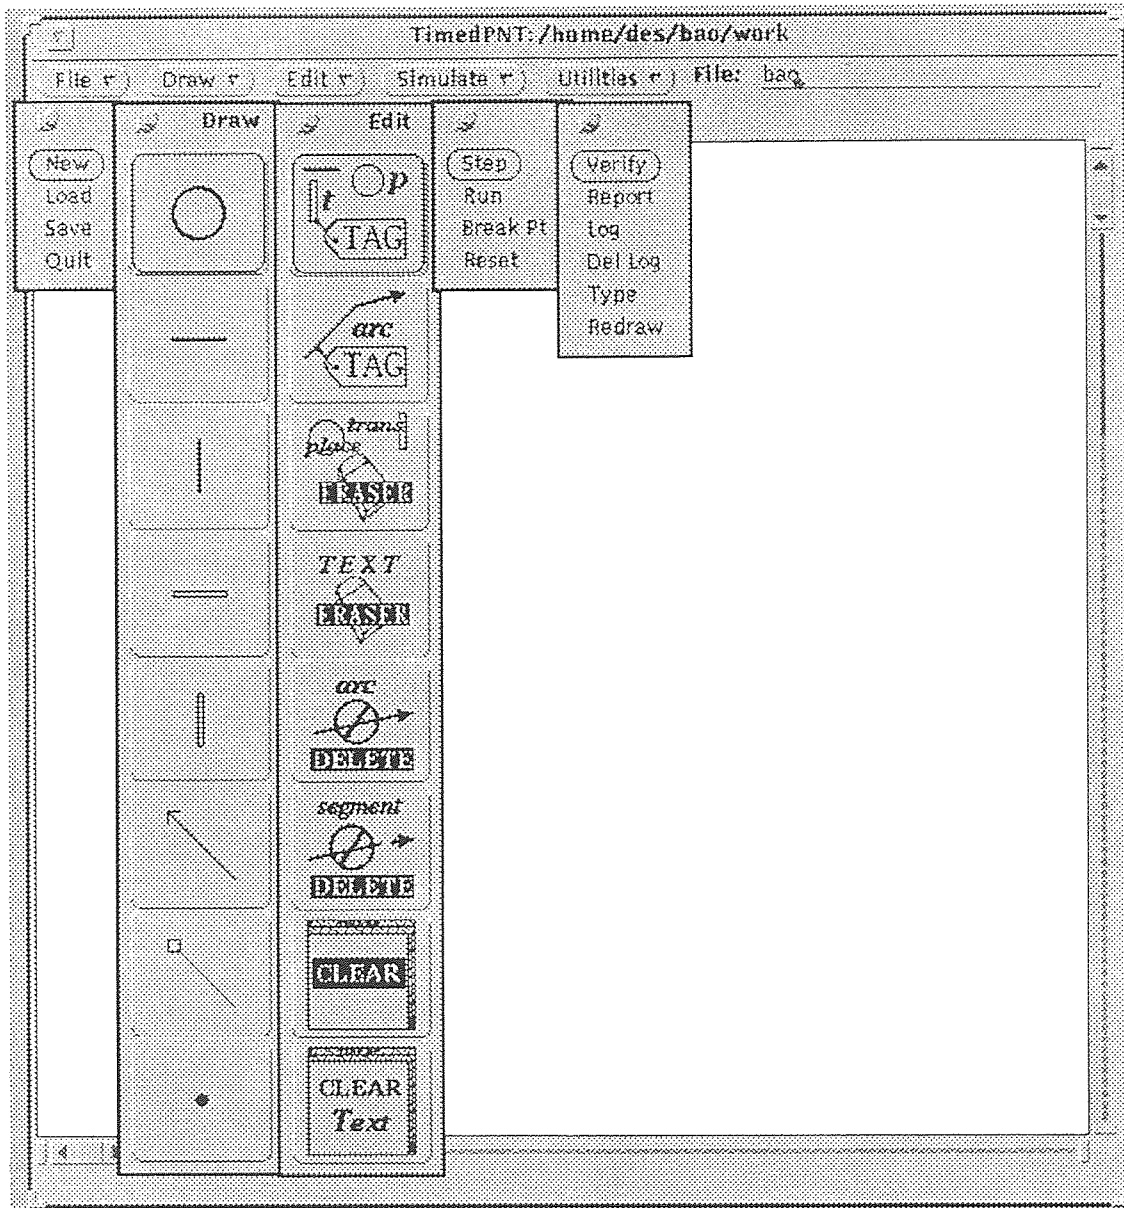 TimedPNT: /home/des/bao/work
File Draw Edit Simulate Utilities File: bao
New
Load
Save
Quit
Draw
Edit
p
t
TAG
arc
TAG
trans
place
ERASER
TEXT
ERASER
arc
DELETE
segment
DELETE
CLEAR
CLEAR
Text
Step
Run
Break Pt
Reset
Verify
Report
Log
Del Log
Type
Redraw